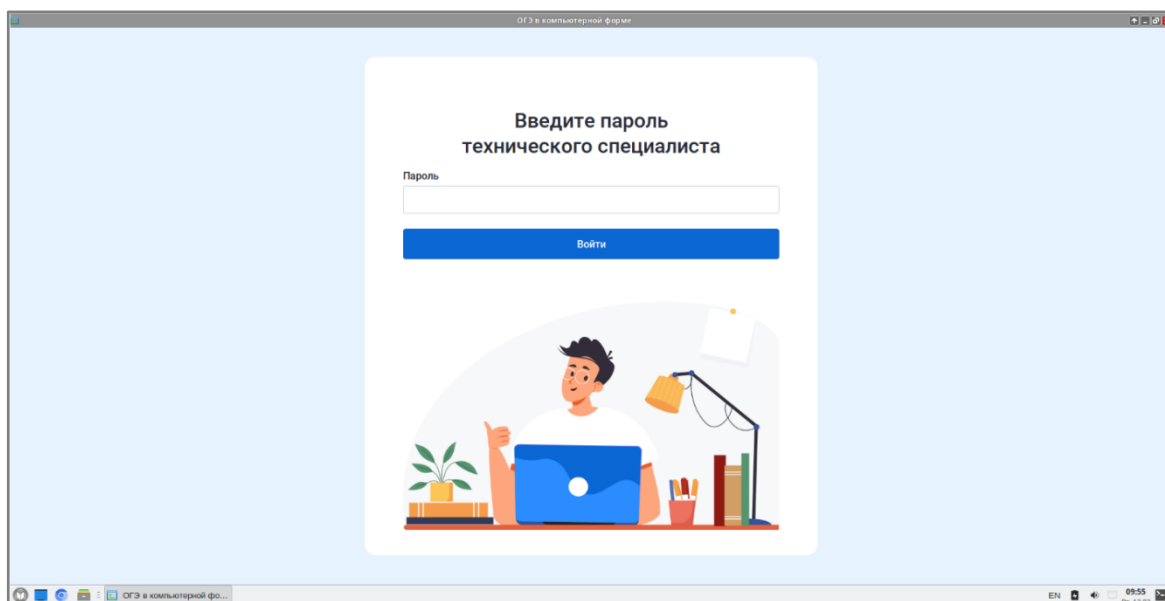 ОГЭ в компьютерной форме
Введите пароль
технического специалиста
Пароль
Войти
ОГЭ в компьютерной фо...
EN
09:55